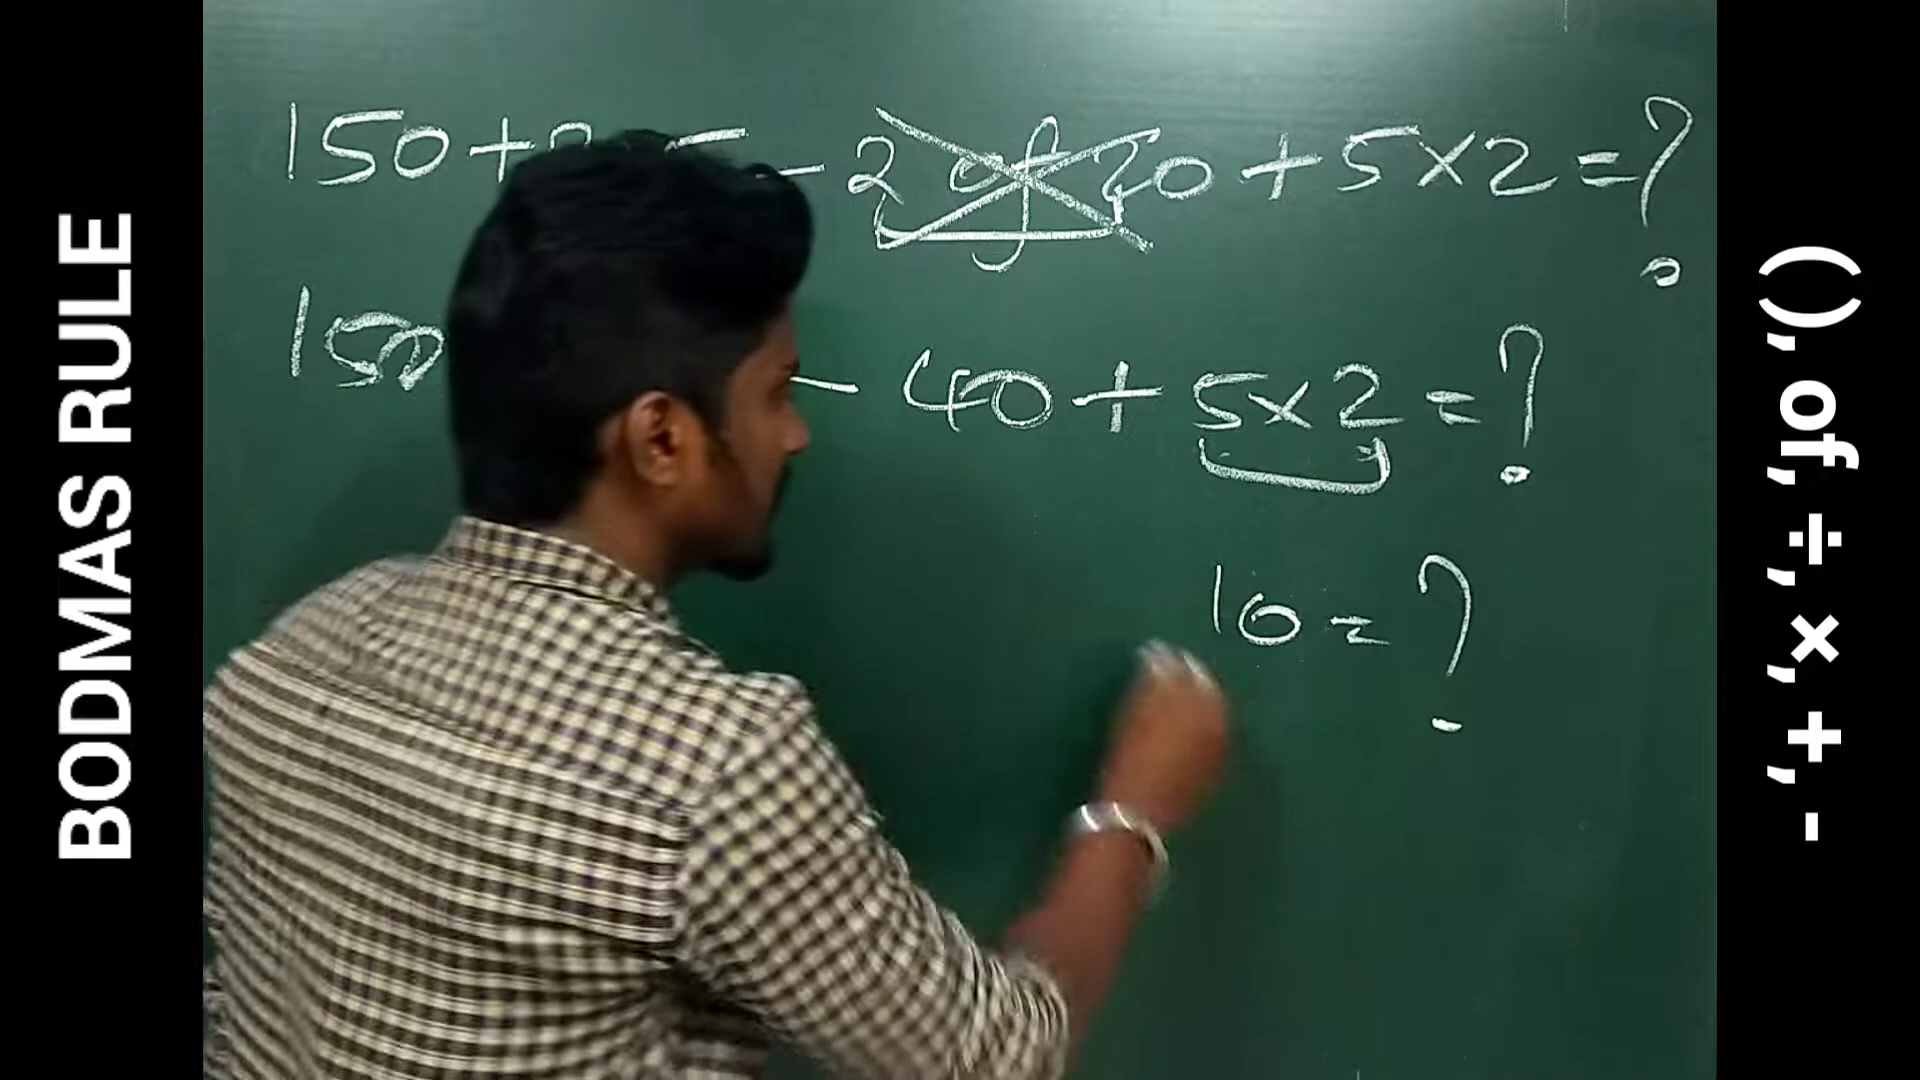 BODMAS RULE
150+ - 2 of 20 + 5×2 = ?
150 - 40 + 5×2 = ?
10 = ?
( ), of, ÷, ×, +, -